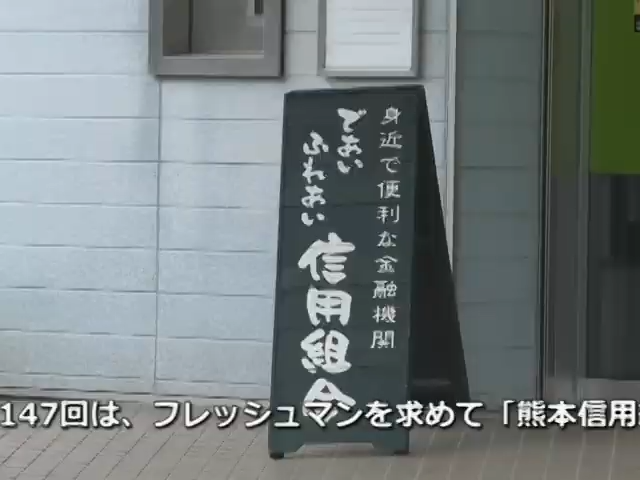 身近で便利な金融機関
であい
ふれあい
信用組合
147回は、フレッシュマンを求めて「熊本信用